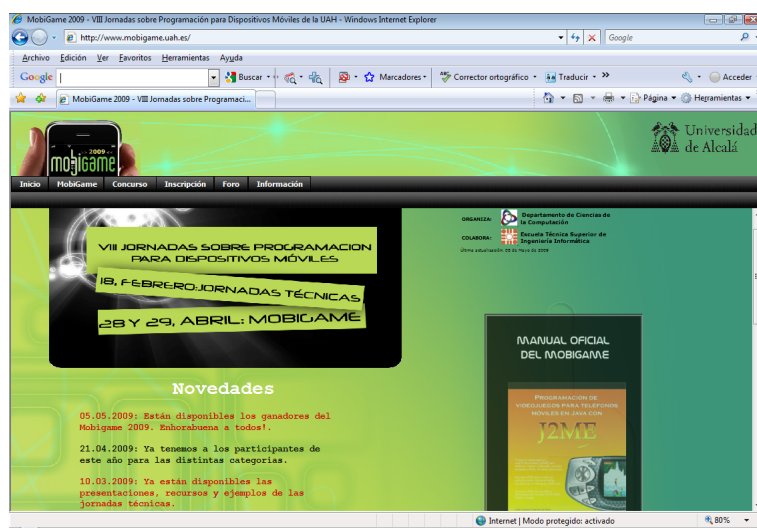 MobiGame 2009 - VIII Jornadas sobre Programación para Dispositivos Móviles de la UAH - Windows Internet Explorer
http://www.mobigame.uah.es/
Google
Archivo Edición Ver Favoritos Herramientas Ayuda
Google Buscar Marcadores Corrector ortográfico Traducir Acceder
MobiGame 2009 - VIII Jornadas sobre Programaci... Página Herramientas
2009
mobigame
Universidad
de Alcalá
Inicio MobiGame Concurso Inscripción Foro Información
VIII JORNADAS SOBRE PROGRAMACION
PARA DISPOSITIVOS MÓVILES
18, FEBRERO:JORNADAS TÉCNICAS
28 Y 29, ABRIL: MOBIGAME
ORGANIZA: Departamento de Ciencias de
la Computación
COLABORA: Escuela Técnica Superior de
Ingeniería Informática
Novedades
05.05.2009: Están disponibles los ganadores del
Mobigame 2009. Enhorabuena a todos!.
21.04.2009: Ya tenemos a los participantes de
este año para las distintas categorias.
10.03.2009: Ya están disponibles las
presentaciones, recursos y ejemplos de las
jornadas técnicas.
MANUAL OFICIAL
DEL MOBIGAME
PROGRAMACIÓN DE
VIDEOJUEGOS PARA TELÉFONOS
MÓVILES EN JAVA CON
J2ME
Internet | Modo protegido: activado 80%